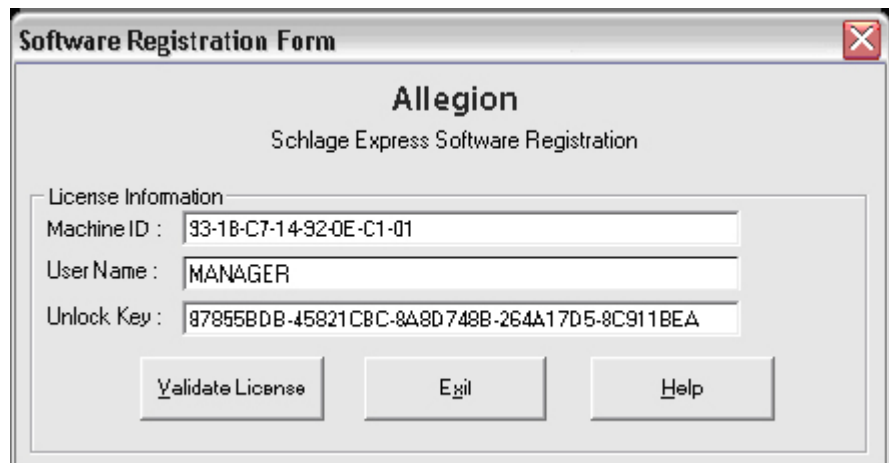 Software Registration Form
Allegion
Schlage Express Software Registration
License Information
Machine ID : 93-1B-C7-14-92-0E-C1-01
User Name : MANAGER
Unlock Key : 87855BDB-45821CBC-8A8D748B-264A17D5-8C911BEA
Validate License Exit Help